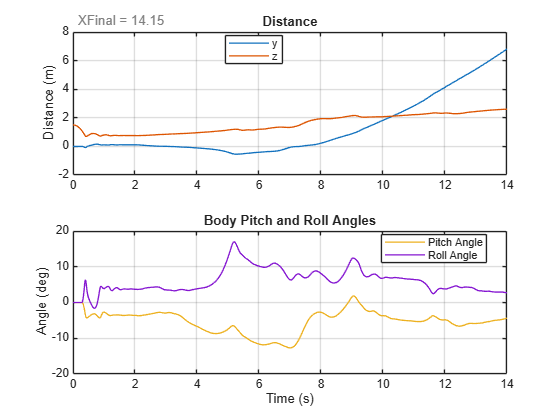 XFinal = 14.15
Distance
Distance (m)
8
6
4
2
0
-2
y
z
0
2
4
6
8
10
12
14
Body Pitch and Roll Angles
Angle (deg)
20
10
0
-10
-20
Pitch Angle
Roll Angle
0
2
4
6
8
10
12
14
Time (s)